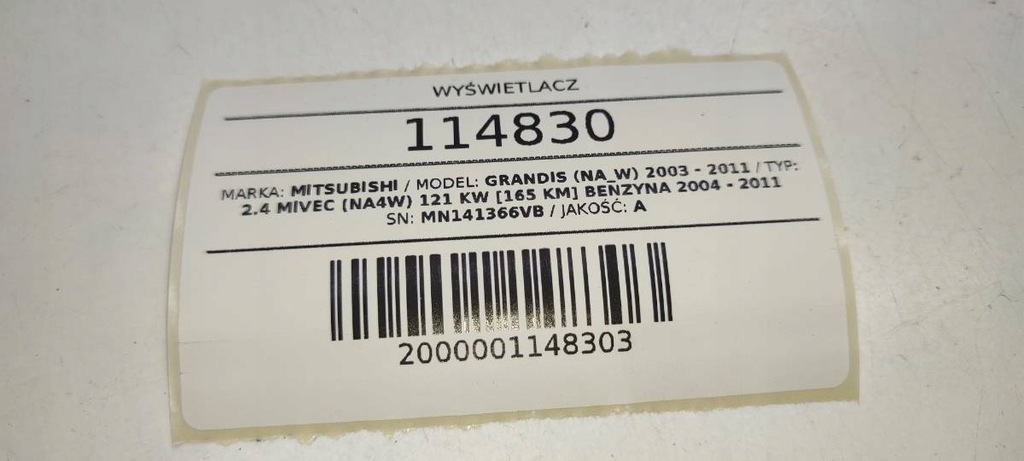 WYŚWIETLACZ
114830
MARKA: MITSUBISHI / MODEL: GRANDIS (NA_W) 2003 - 2011 / TYP:
2.4 MIVEC (NA4W) 121 KW [165 KM] BENZYNA 2004 - 2011
SN: MN141366VB / JAKOŚĆ: A
2000001148303